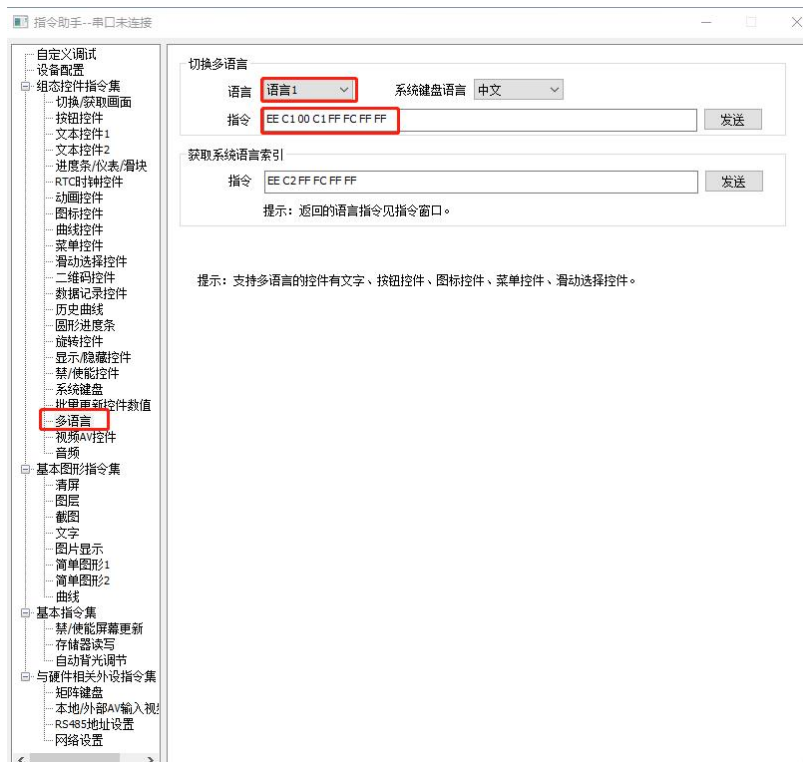 指令助手--串口未连接
自定义调试
设备配置
组态控件指令集
切换/获取画面
按钮控件
文本控件1
文本控件2
进度条/仪表/滑块
RTC时钟控件
动画控件
图标控件
曲线控件
菜单控件
滑动选择控件
二维码控件
数据记录控件
历史曲线
圆形进度条
旋转控件
显示/隐藏控件
禁/使能控件
系统键盘
批量更新控件数值
多语言
视频AV控件
音频
基本图形指令集
清屏
图层
截图
文字
图片显示
简单图形1
简单图形2
曲线
基本指令集
禁/使能屏幕更新
存储器读写
自动背光调节
与硬件相关外设指令集
矩阵键盘
本地/外部AV输入视
RS485地址设置
网络设置
切换多语言
语言 语言1 系统键盘语言 中文
指令 EE C1 00 C1 FF FC FF FF 发送
获取系统语言索引
指令 EE C2 FF FC FF FF 发送
提示：返回的语言指令见指令窗口。
提示：支持多语言的控件有文字、按钮控件、图标控件、菜单控件、滑动选择控件。